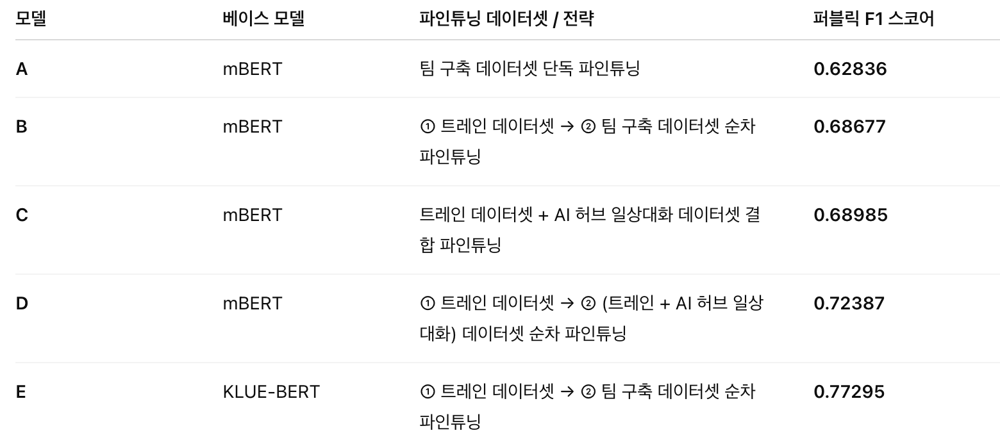 모델 베이스 모델 파인튜닝 데이터셋 / 전략 퍼블릭 F1 스코어
A mBERT 팀 구축 데이터셋 단독 파인튜닝 0.62836
B mBERT ① 트레인 데이터셋 → ② 팀 구축 데이터셋 순차 0.68677
파인튜닝
C mBERT 트레인 데이터셋 + AI 허브 일상대화 데이터셋 결 0.68985
합 파인튜닝
D mBERT ① 트레인 데이터셋 → ② (트레인 + AI 허브 일상 0.72387
대화) 데이터셋 순차 파인튜닝
E KLUE-BERT ① 트레인 데이터셋 → ② 팀 구축 데이터셋 순차 0.77295
파인튜닝